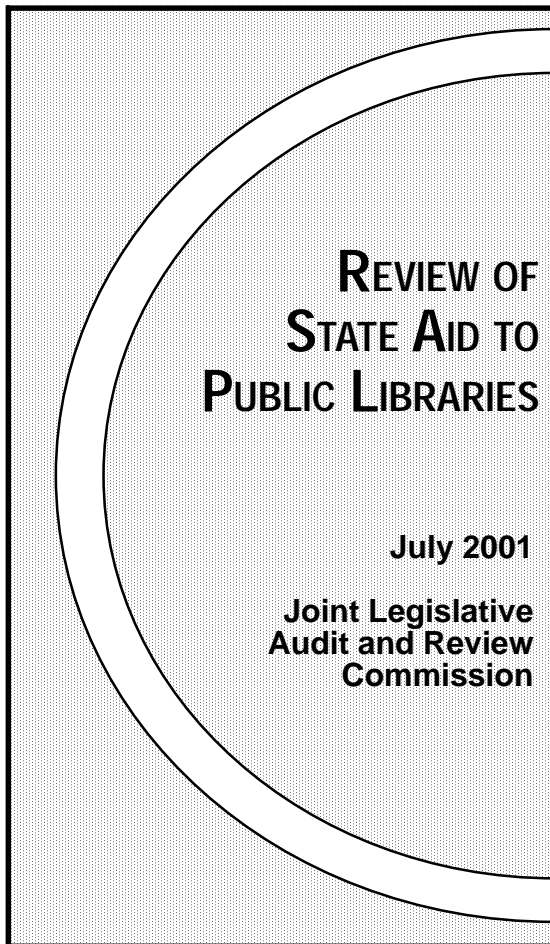 REVIEW OF
STATE AID TO
PUBLIC LIBRARIES
July 2001
Joint Legislative
Audit and Review
Commission